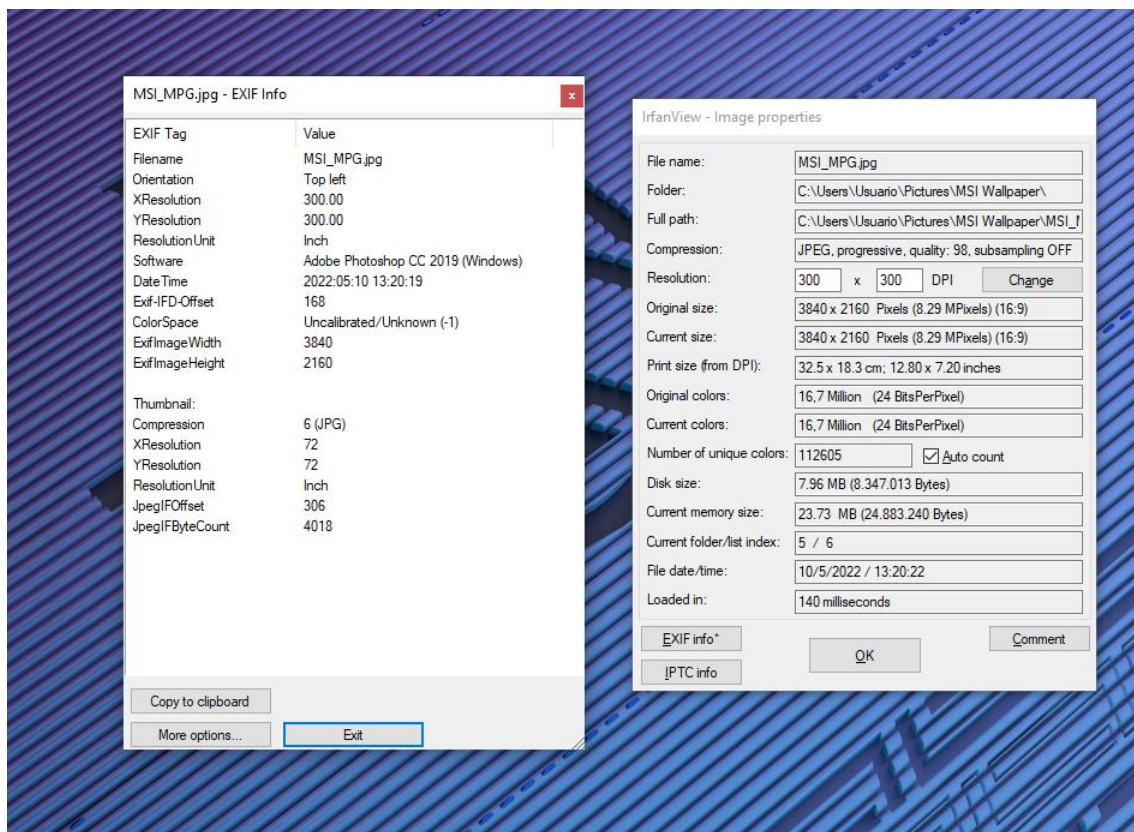 MSI_MPG.jpg - EXIF Info
x
EXIF Tag Value
Filename MSI_MPG.jpg
Orientation Top left
XResolution 300.00
YResolution 300.00
ResolutionUnit Inch
Software Adobe Photoshop CC 2019 (Windows)
DateTime 2022:05:10 13:20:19
Exif-IFD-Offset 168
ColorSpace Uncalibrated/Unknown (-1)
ExifImageWidth 3840
ExifImageHeight 2160
Thumbnail:
Compression 6 (JPG)
XResolution 72
YResolution 72
ResolutionUnit Inch
JpegIFOffset 306
JpegIFByteCount 4018
Copy to clipboard
More options... Exit
IrfanView - Image properties
File name: MSI_MPG.jpg
Folder: C:\Users\Usuario\Pictures\MSI Wallpaper\
Full path: C:\Users\Usuario\Pictures\MSI Wallpaper\MSI_
Compression: JPEG, progressive, quality: 98, subsampling OFF
Resolution: 300 x 300 DPI Change
Original size: 3840 x 2160 Pixels (8.29 MPixels) (16:9)
Current size: 3840 x 2160 Pixels (8.29 MPixels) (16:9)
Print size (from DPI): 32.5 x 18.3 cm; 12.80 x 7.20 inches
Original colors: 16,7 Million (24 BitsPerPixel)
Current colors: 16,7 Million (24 BitsPerPixel)
Number of unique colors: 112605 Auto count
Disk size: 7.96 MB (8.347.013 Bytes)
Current memory size: 23.73 MB (24.883.240 Bytes)
Current folder/list index: 5 / 6
File date/time: 10/5/2022 / 13:20:22
Loaded in: 140 milliseconds
EXIF info* OK Comment
IPTC info